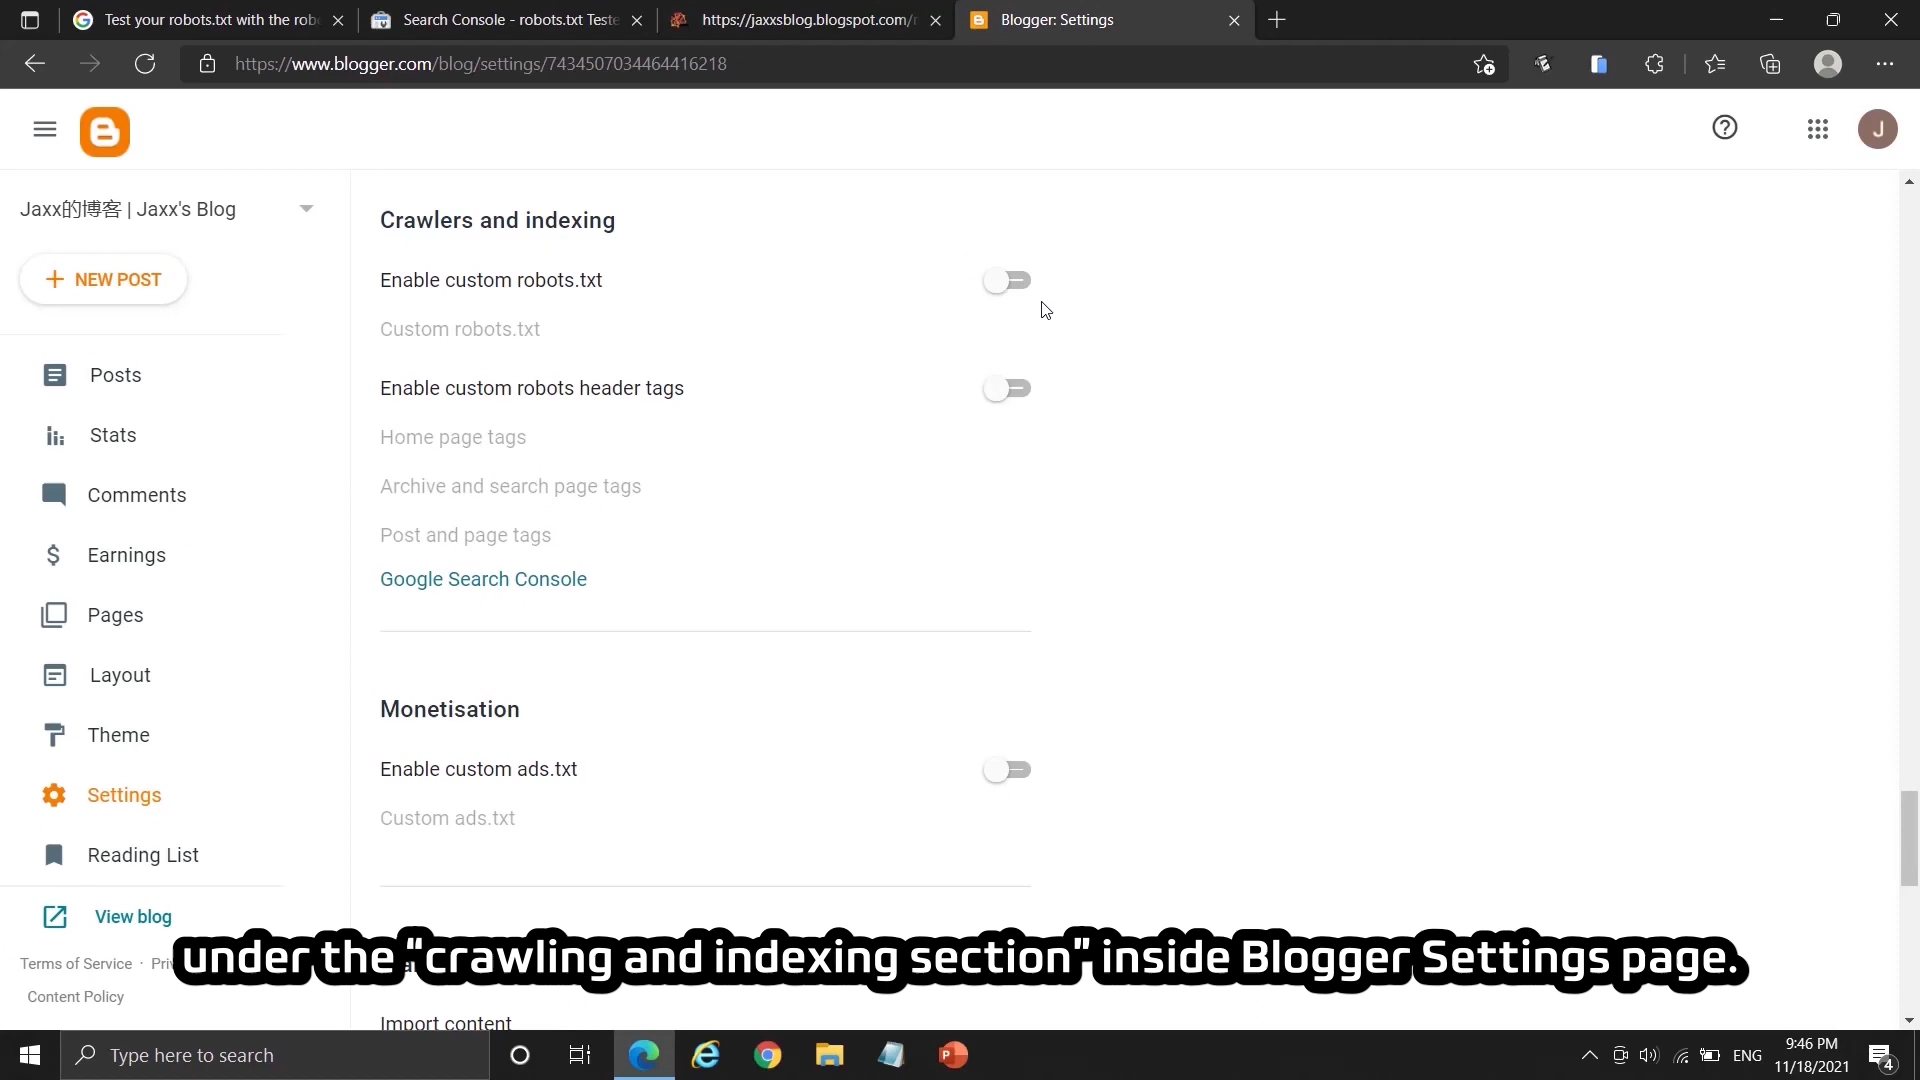 Test your robots.txt with the rob
Search Console - robots.txt Teste
https://jaxxsblog.blogspot.com/r
Blogger: Settings
https://www.blogger.com/blog/settings/7434507034464416218
J
Jaxx的博客 | Jaxx's Blog
NEW POST
Posts
Stats
Comments
Earnings
Pages
Layout
Theme
Settings
Reading List
View blog
Terms of Service · Pri
Content Policy
Crawlers and indexing
Enable custom robots.txt
Custom robots.txt
Enable custom robots header tags
Home page tags
Archive and search page tags
Post and page tags
Google Search Console
Monetisation
Enable custom ads.txt
Custom ads.txt
Import content
under the “crawling and indexing section” inside Blogger Settings page.
Type here to search
ENG
9:46 PM
11/18/2021
4